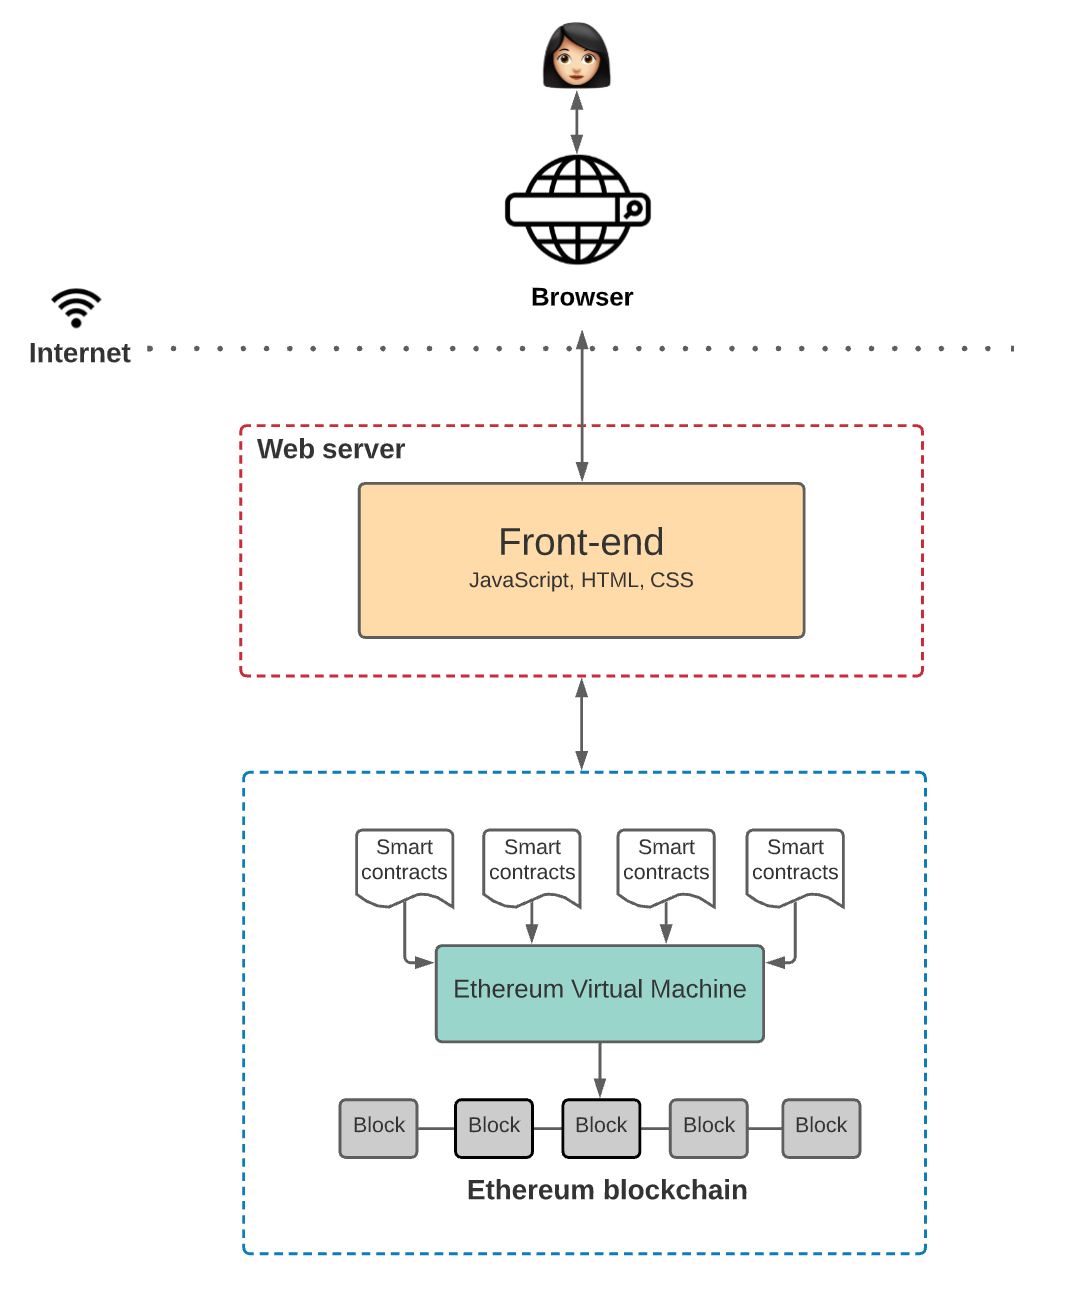 Browser
Internet
Web server
Front-end
JavaScript, HTML, CSS
Smart
contracts
Smart
contracts
Smart
contracts
Smart
contracts
Ethereum Virtual Machine
Block
Block
Block
Block
Block
Ethereum blockchain